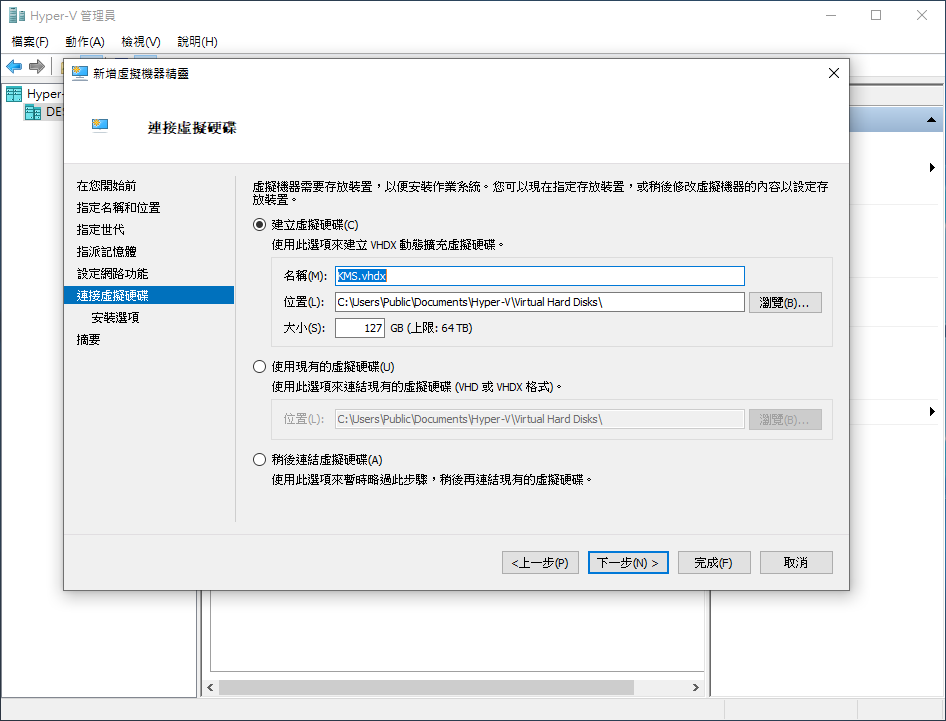 Hyper-V 管理員
檔案(F) 動作(A) 檢視(V) 說明(H)
新增虛擬機器精靈
Hyper-
連接虛擬硬碟
在您開始前
指定名稱和位置
指定世代
指派記憶體
設定網路功能
連接虛擬硬碟
安裝選項
摘要
虛擬機器需要存放裝置，以便安裝作業系統。您可以現在指定存放裝置，或稍後修改虛擬機器的內容以設定存
放裝置。
建立虛擬硬碟(C)
使用此選項來建立 VHDX 動態擴充虛擬硬碟。
名稱(M): KMS.vhdx
位置(L): C:\Users\Public\Documents\Hyper-V\Virtual Hard Disks\ 瀏覽(B)...
大小(S): 127 GB (上限: 64 TB)
使用現有的虛擬硬碟(U)
使用此選項來連結現有的虛擬硬碟 (VHD 或 VHDX 格式)。
位置(L): C:\Users\Public\Documents\Hyper-V\Virtual Hard Disks\ 瀏覽(B)...
稍後連結虛擬硬碟(A)
使用此選項來暫時略過此步驟，稍後再連結現有的虛擬硬碟。
<上一步(P) 下一步(N) > 完成(F) 取消